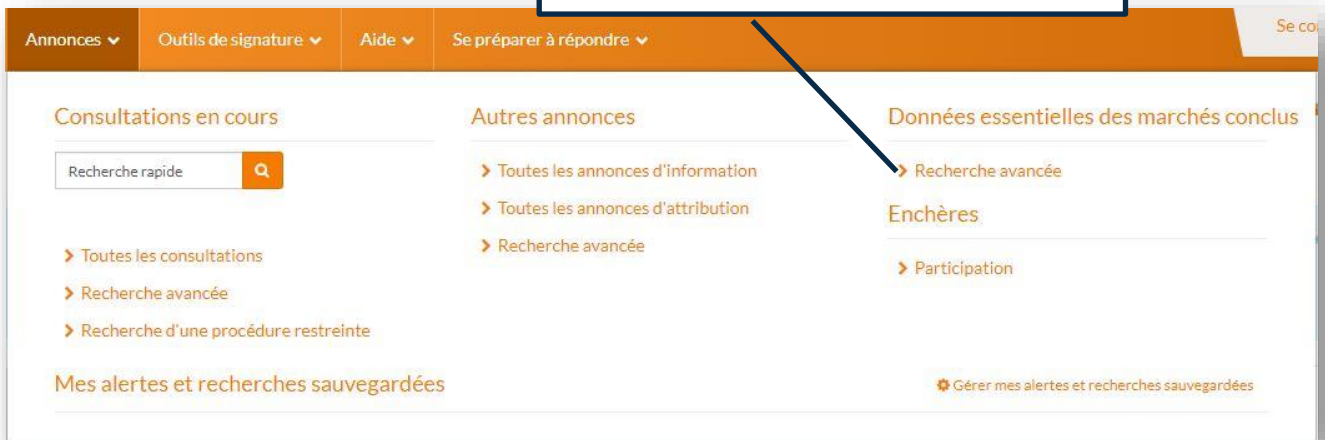 Annonces
Outils de signature
Aide
Se préparer à répondre
Consultations en cours
Recherche rapide
Toutes les consultations
Recherche avancée
Recherche d'une procédure restreinte
Autres annonces
Toutes les annonces d'information
Toutes les annonces d'attribution
Recherche avancée
Données essentielles des marchés conclus
Recherche avancée
Enchères
Participation
Mes alertes et recherches sauvegardées
Gérer mes alertes et recherches sauvegardées